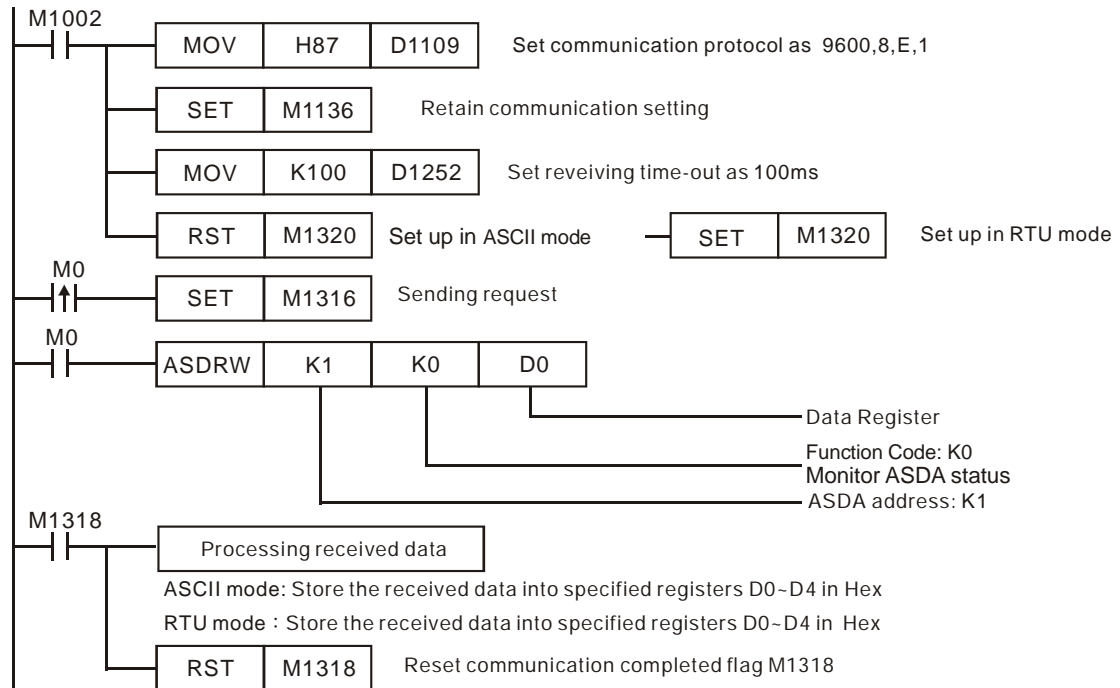 M1002
MOV H87 D1109 Set communication protocol as 9600,8,E,1
SET M1136 Retain communication setting
MOV K100 D1252 Set reveiving time-out as 100ms
RST M1320 Set up in ASCII mode SET M1320 Set up in RTU mode
M0
SET M1316 Sending request
M0
ASDRW K1 K0 D0
Data Register
Function Code: K0
Monitor ASDA status
ASDA address: K1
M1318
Processing received data
ASCII mode: Store the received data into specified registers D0~D4 in Hex
RTU mode：Store the received data into specified registers D0~D4 in Hex
RST M1318 Reset communication completed flag M1318